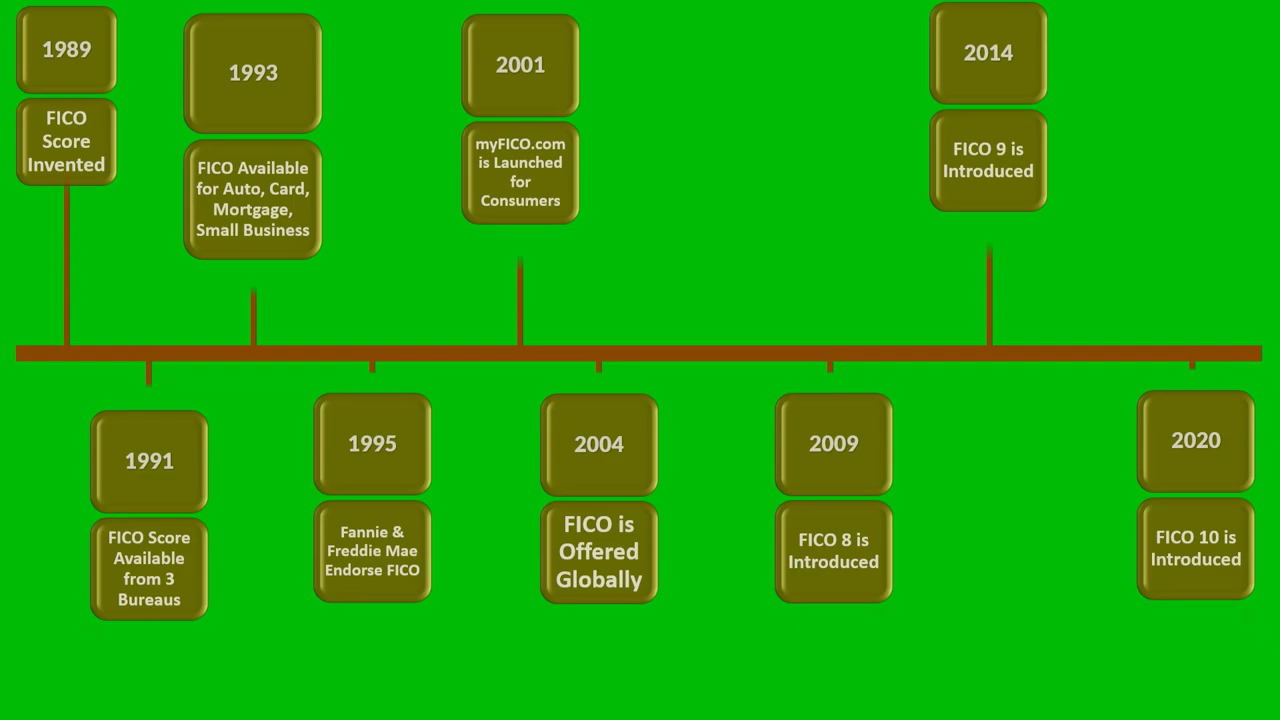 1989
FICO
Score
Invented
1993
FICO Available
for Auto, Card,
Mortgage,
Small Business
2001
myFICO.com
is Launched
for
Consumers
2014
FICO 9 is
Introduced
1991
FICO Score
Available
from 3
Bureaus
1995
Fannie &
Freddie Mae
Endorse FICO
2004
FICO is
Offered
Globally
2009
FICO 8 is
Introduced
2020
FICO 10 is
Introduced